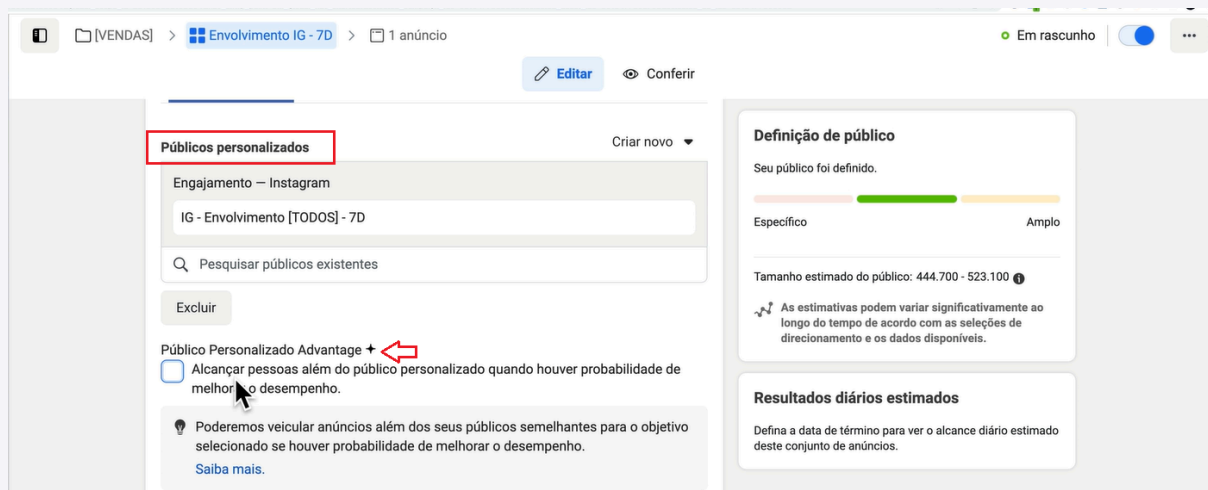 [VENDAS] > Envolvimento IG - 7D > 1 anúncio
Em rascunho
Editar
Conferir
Públicos personalizados
Criar novo
Engajamento — Instagram
IG - Envolvimento [TODOS] - 7D
Pesquisar públicos existentes
Excluir
Público Personalizado Advantage +
Alcançar pessoas além do público personalizado quando houver probabilidade de
melhorar o desempenho.
Poderemos veicular anúncios além dos seus públicos semelhantes para o objetivo
selecionado se houver probabilidade de melhorar o desempenho.
Saiba mais.
Definição de público
Seu público foi definido.
Específico
Amplo
Tamanho estimado do público: 444.700 - 523.100
As estimativas podem variar significativamente ao
longo do tempo de acordo com as seleções de
direcionamento e os dados disponíveis.
Resultados diários estimados
Defina a data de término para ver o alcance diário estimado
deste conjunto de anúncios.